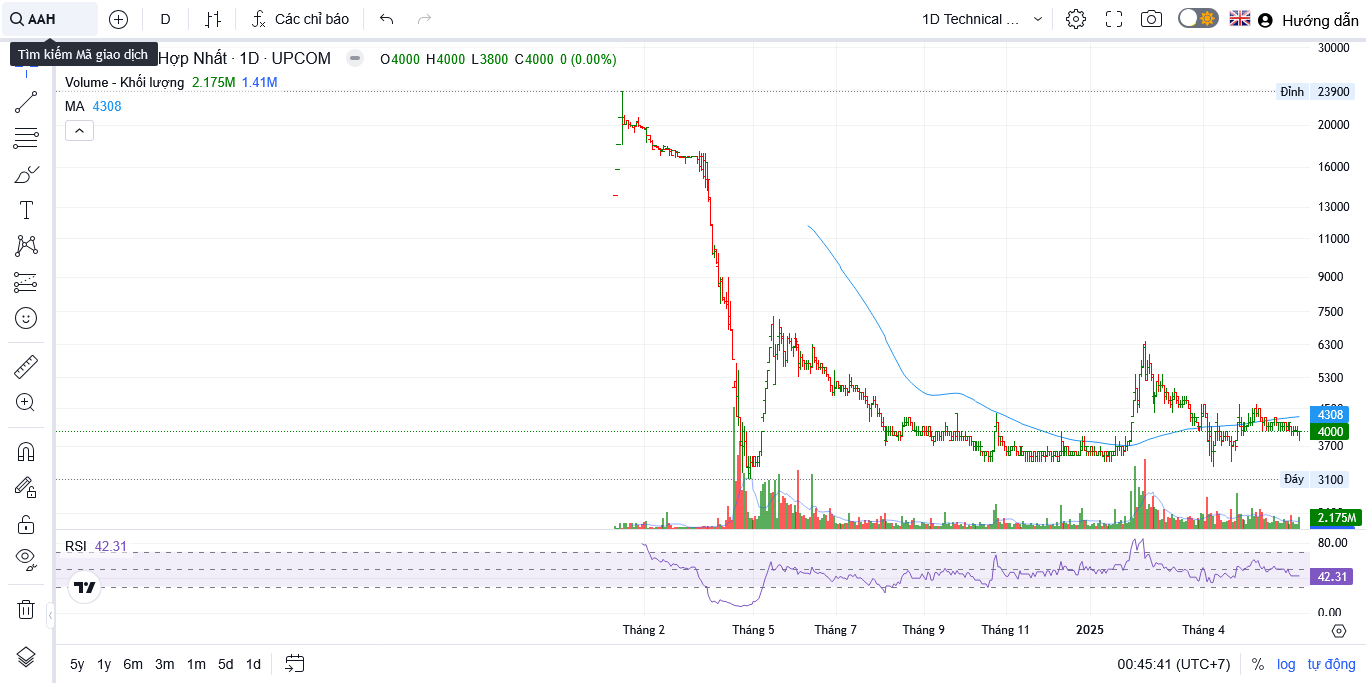 AAH
D
Các chỉ báo
1D Technical ...
Hướng dẫn
Tìm kiếm Mã giao dịch
Hợp Nhất · 1D · UPCOM
O4000 H4000 L3800 C4000 0 (0.00%)
Volume - Khối lượng 2.175M 1.41M
MA 4308
30000
Đỉnh 23900
20000
16000
13000
11000
9000
7500
6300
5300
4308
4000
3700
Đáy 3100
2.175M
RSI 42.31
80.00
42.31
0.00
Tháng 2
Tháng 5
Tháng 7
Tháng 9
Tháng 11
2025
Tháng 4
5y 1y 6m 3m 1m 5d 1d
00:45:41 (UTC+7)
% log tự động